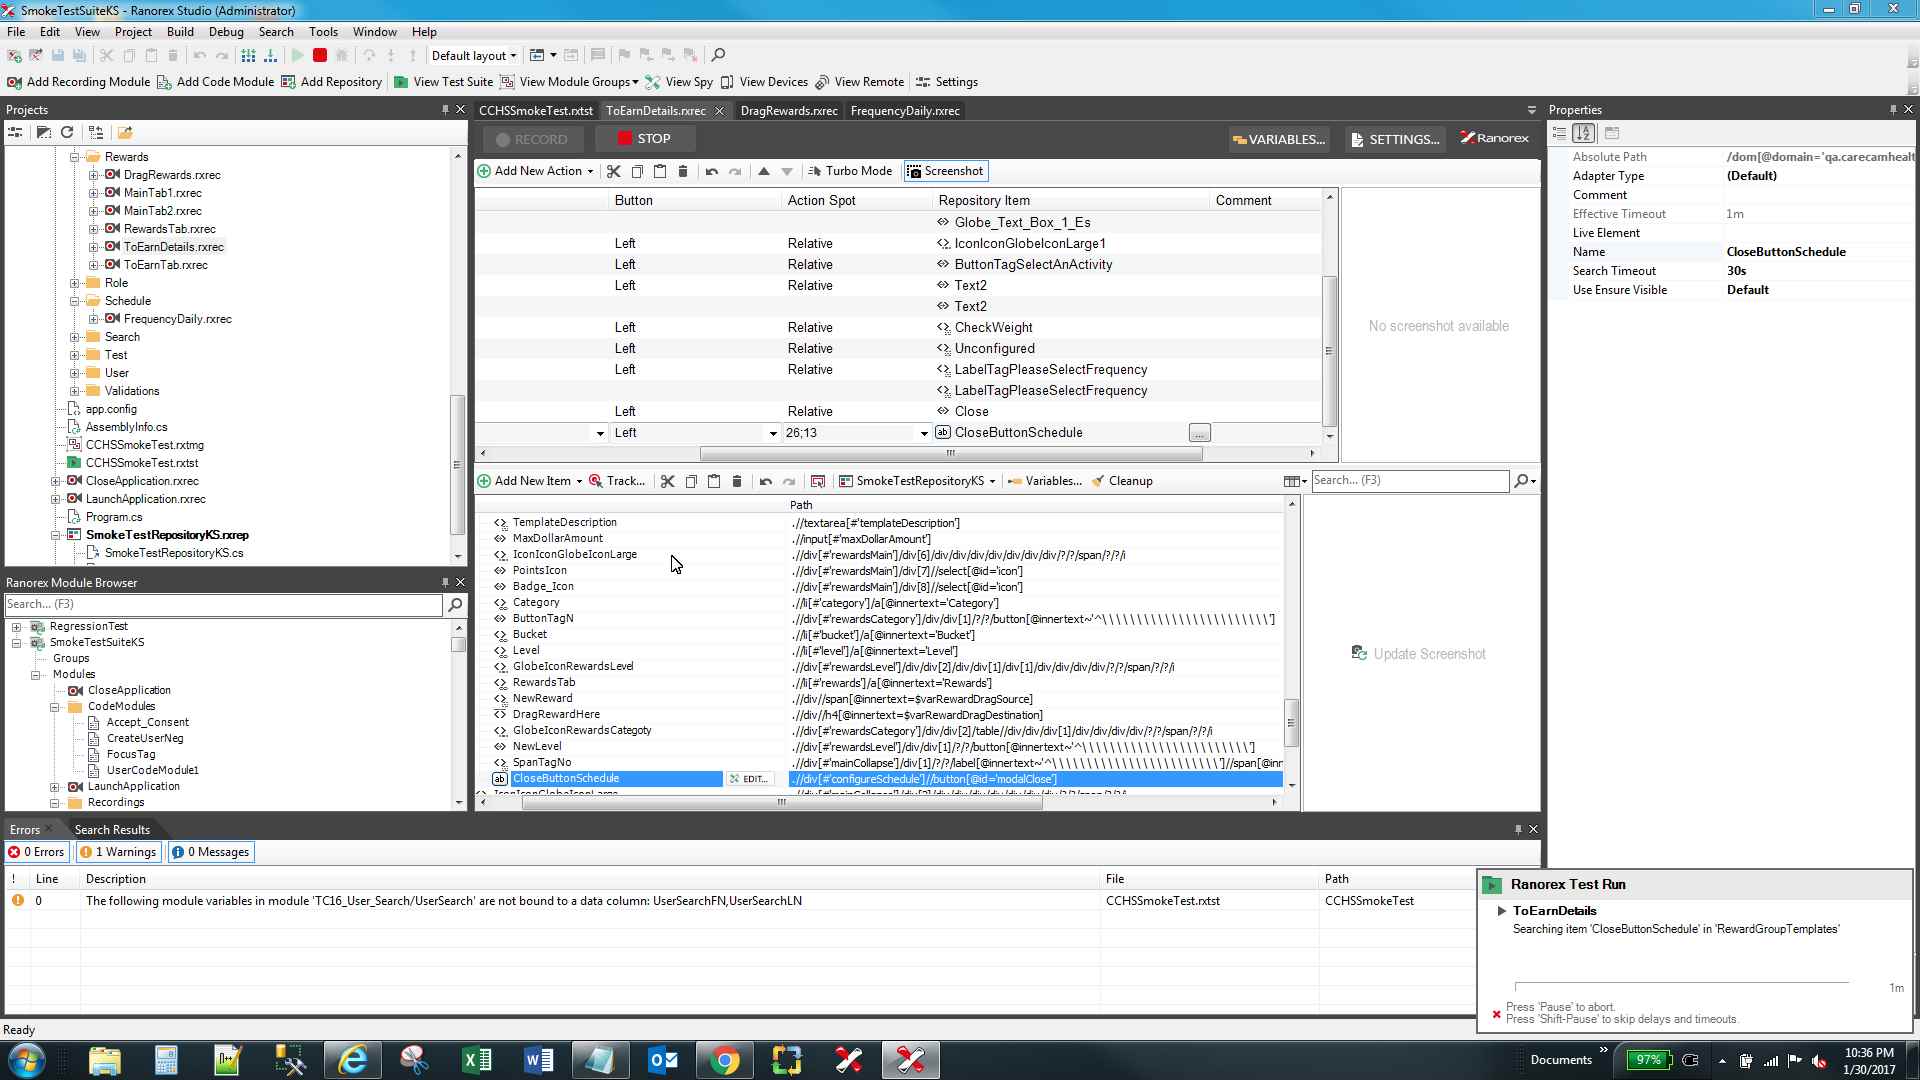 SmokeTestSuiteKS - Ranorex Studio (Administrator)
File Edit View Project Build Debug Search Tools Window Help
Default layout
Add Recording Module Add Code Module Add Repository View Test Suite View Module Groups View Spy View Devices View Remote Settings
Projects
Rewards
DragRewards.rxrec
MainTab1.rxrec
MainTab2.rxrec
RewardsTab.rxrec
ToEarnDetails.rxrec
ToEarnTab.rxrec
Role
Schedule
FrequencyDaily.rxrec
Search
Test
User
Validations
app.config
AssemblyInfo.cs
CCHSSmokeTest.rxtmg
CCHSSmokeTest.rxtst
CloseApplication.rxrec
LaunchApplication.rxrec
Program.cs
SmokeTestRepositoryKS.rxrep
SmokeTestRepositoryKS.cs
Ranorex Module Browser
Search... (F3)
RegressionTest
SmokeTestSuiteKS
Groups
Modules
CloseApplication
CodeModules
Accept_Consent
CreateUserNeg
FocusTag
UserCodeModule1
LaunchApplication
Recordings
CCHSSmokeTest.rxtst ToEarnDetails.rxrec DragRewards.rxrec FrequencyDaily.rxrec
RECORD STOP VARIABLES... SETTINGS... Ranorex
Add New Action Turbo Mode Screenshot
Button Action Spot Repository Item Comment
Globe_Text_Box_1_Es
Left Relative IconIconGlobeIconLarge1
Left Relative ButtonTagSelectAnActivity
Left Relative Text2
Text2
Left Relative CheckWeight
Left Relative Unconfigured
Left Relative LabelTagPleaseSelectFrequency
LabelTagPleaseSelectFrequency
Left Relative Close
Left 26;13 ab CloseButtonSchedule ...
No screenshot available
Add New Item Track... SmokeTestRepositoryKS Variables... Cleanup Search... (F3)
Path
TemplateDescription .//textarea[#'templateDescription']
MaxDollarAmount .//input[#'maxDollarAmount']
IconIconGlobeIconLarge .//div[#'rewardsMain']/div[6]/div/div/div/div/div/div/?/?/span/?/?/i
PointsIcon .//div[#'rewardsMain']/div[7]//select[@id='icon']
Badge_Icon .//div[#'rewardsMain']/div[8]//select[@id='icon']
Category .//li[#'category']/a[@innertext='Category']
ButtonTagN .//div[#'rewardsCategory']/div/div[1]/?/?/button[@innertext~'^\ \ \ \ \ \ \ \ \ \ \ \ \ \ \ \ \ \ \ \ \ \ \ \ ']
Bucket .//li[#'bucket']/a[@innertext='Bucket']
Level .//li[#'level']/a[@innertext='Level']
GlobeIconRewardsLevel .//div[#'rewardsLevel']/div/div[2]/div/div[1]/div[1]/div/div/div/div/?/?/span/?/?/i
RewardsTab .//li[#'rewards']/a[@innertext='Rewards']
NewReward .//div//span[@innertext=$varRewardDragSource]
DragRewardHere .//div//h4[@innertext=$varRewardDragDestination]
GlobeIconRewardsCategoty .//div[#'rewardsCategory']/div/div[2]/table//div/div/div[1]/div/div/div/div/?/?/span/?/?/i
NewLevel .//div[#'rewardsLevel']/div/div[1]/?/?/button[@innertext~'^\ \ \ \ \ \ \ \ \ \ \ \ \ \ \ \ \ \ \ \ \ \ \ \ ']
SpanTagNo .//div[#'mainCollapse']/div[1]/?/?/label[@innertext~'^\ \ \ \ \ \ \ \ \ \ \ \ \ \ \ \ \ \ \ \ \ \ \ \ ']//span[@inn
ab CloseButtonSchedule EDIT... .//div[#'configureSchedule']//button[@id='modalClose']
IconIconGlobeIconLarge
Update Screenshot
Properties
Absolute Path /dom[@domain='qa.carecamhealt
Adapter Type (Default)
Comment
Effective Timeout 1m
Live Element
Name CloseButtonSchedule
Search Timeout 30s
Use Ensure Visible Default
Errors Search Results
0 Errors 1 Warnings 0 Messages
! Line Description File Path
0 The following module variables in module 'TC16_User_Search/UserSearch' are not bound to a data column: UserSearchFN,UserSearchLN CCHSSmokeTest.rxtst CCHSSmokeTest
Ranorex Test Run
ToEarnDetails
Searching item 'CloseButtonSchedule' in 'RewardGroupTemplates'
1m
Press 'Pause' to abort.
Press 'Shift-Pause' to skip delays and timeouts.
Ready
Documents 97% 10:36 PM
1/30/2017